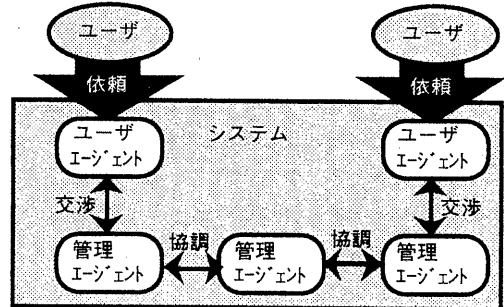 ユーザ
ユーザ
依頼
依頼
ユーザ
エージェント
システム
ユーザ
エージェント
交渉
交渉
協調
協調
管理
エージェント
管理
エージェント
管理
エージェント